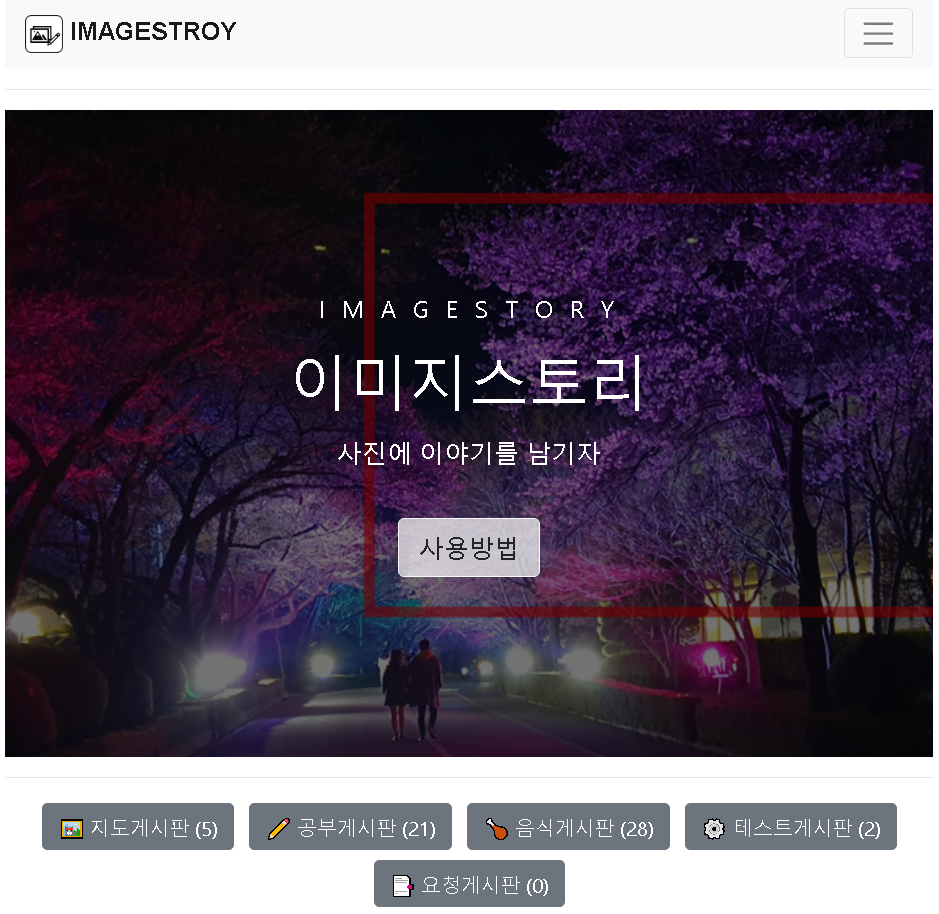 IMAGESTROY
IMAGESTORY
이미지스토리
사진에 이야기를 남기자
사용방법
지도게시판 (5)
공부게시판 (21)
음식게시판 (28)
테스트게시판 (2)
요청게시판 (0)